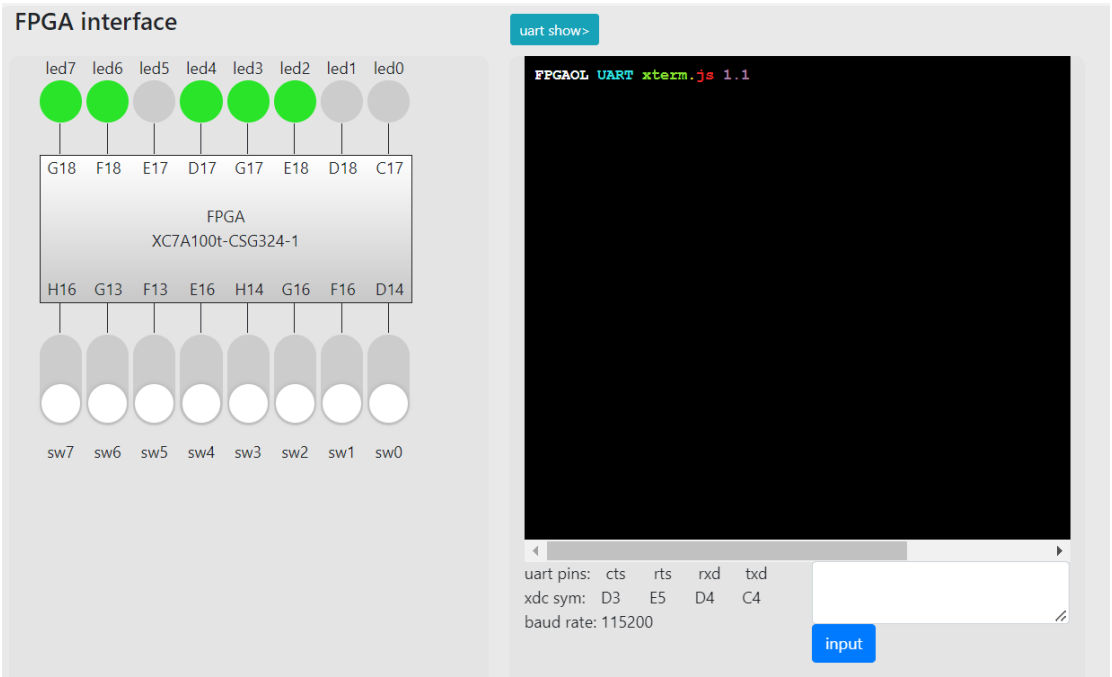 FPGA interface
led7 led6 led5 led4 led3 led2 led1 led0
G18 F18 E17 D17 G17 E18 D18 C17
FPGA
XC7A100t-CSG324-1
H16 G13 F13 E16 H14 G16 F16 D14
sw7 sw6 sw5 sw4 sw3 sw2 sw1 sw0
uart show>
FPGAOL UART xterm.js 1.1
uart pins: cts rts rxd txd
xdc sym: D3 E5 D4 C4
baud rate: 115200
input